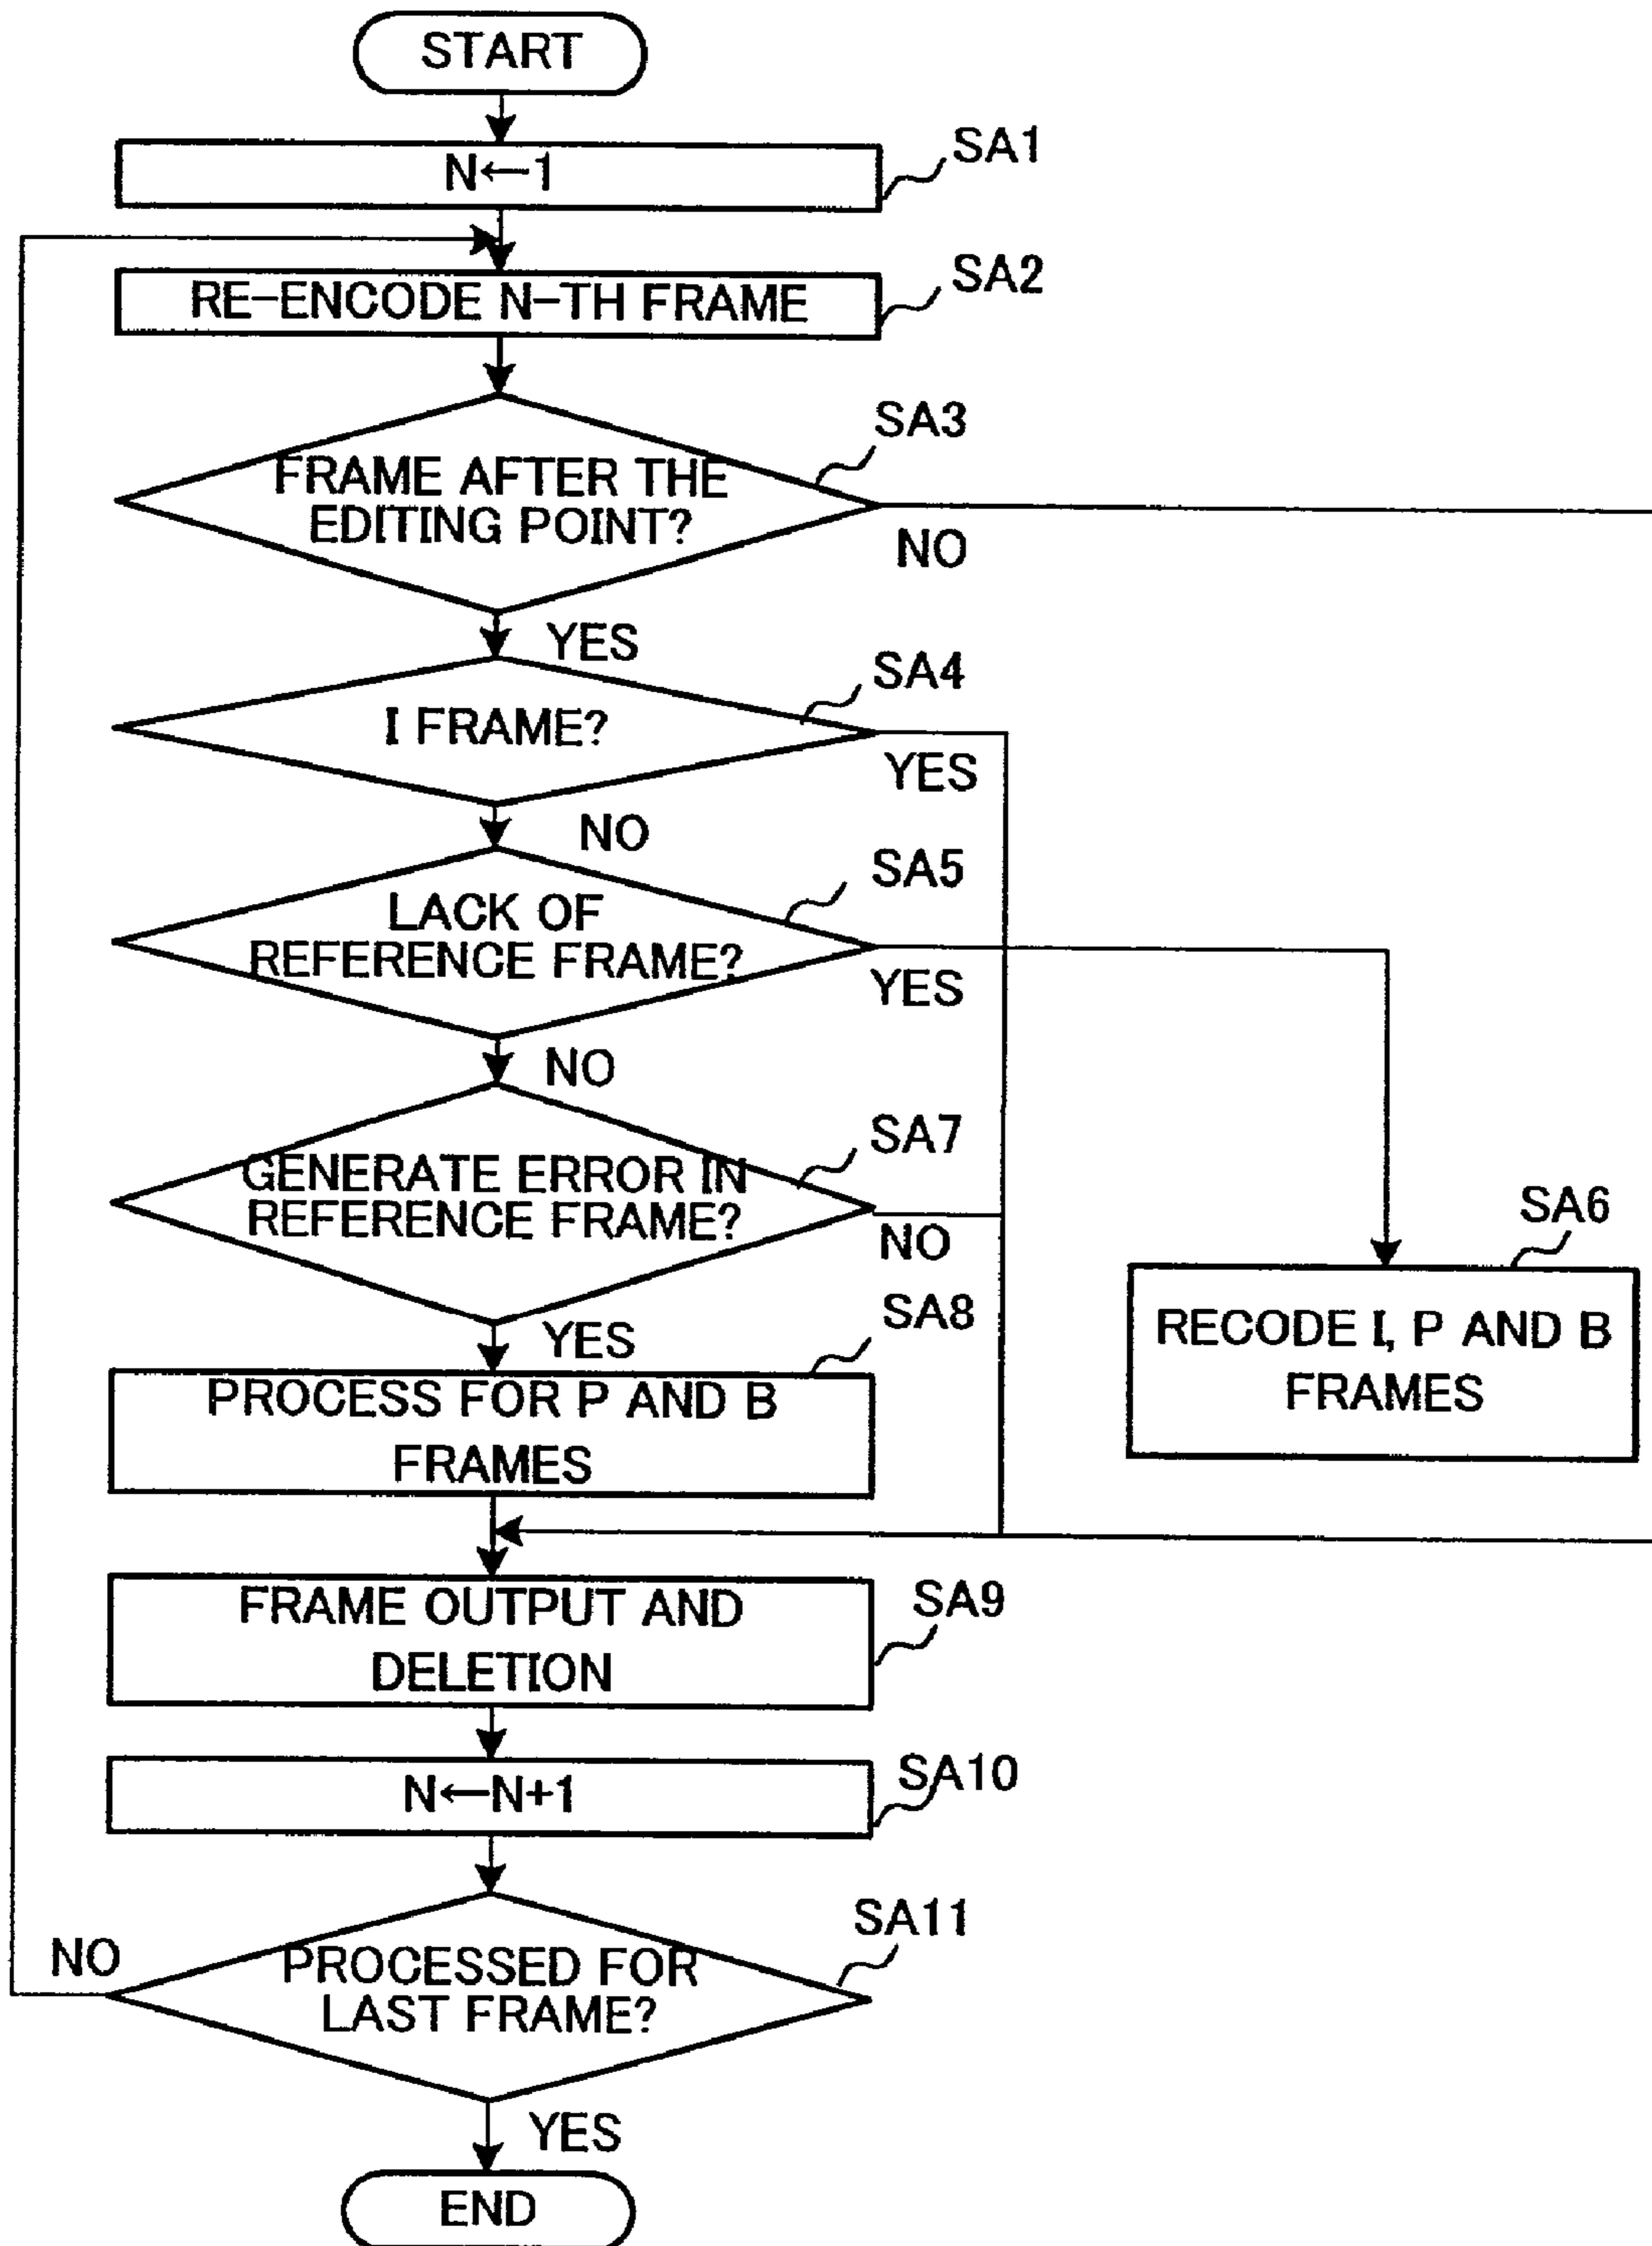 START
N←1
SA1
RE-ENCODE N-TH FRAME
SA2
FRAME AFTER THE
EDITING POINT?
SA3
NO
YES
I FRAME?
SA4
YES
NO
LACK OF
REFERENCE FRAME?
SA5
YES
NO
GENERATE ERROR IN
REFERENCE FRAME?
SA7
NO
YES
SA6
RECODE I, P AND B
FRAMES
SA8
PROCESS FOR P AND B
FRAMES
FRAME OUTPUT AND
DELETION
SA9
N←N+1
SA10
PROCESSED FOR
LAST FRAME?
SA11
NO
YES
END